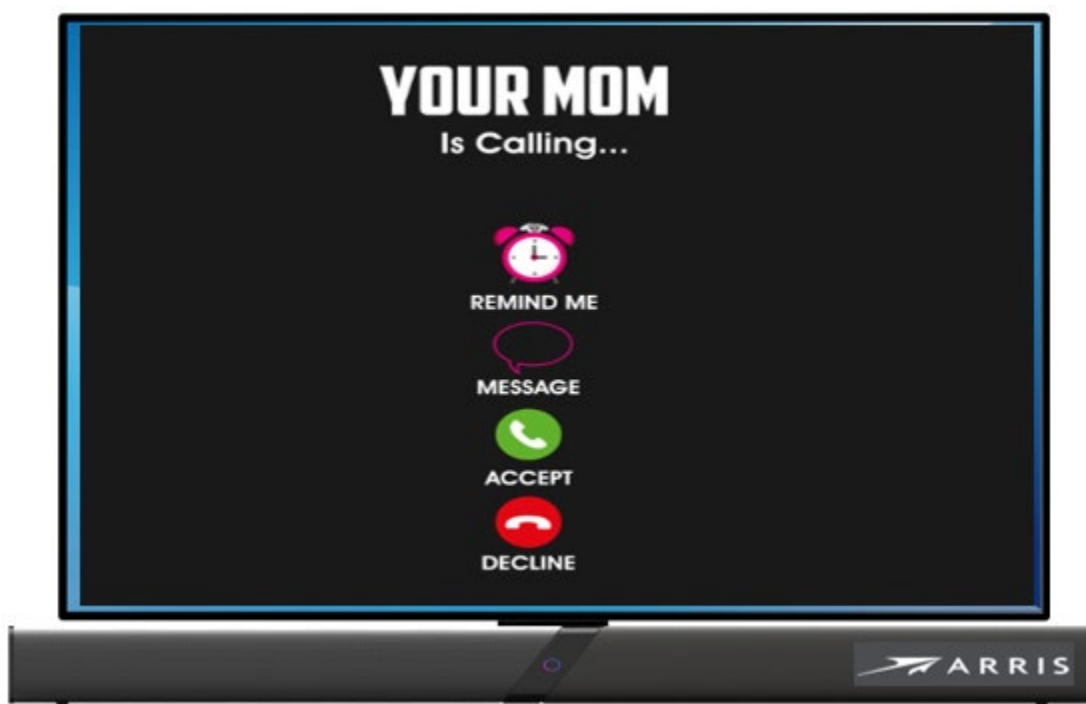 YOUR MOM
Is Calling...
REMIND ME
MESSAGE
ACCEPT
DECLINE
ARRIS